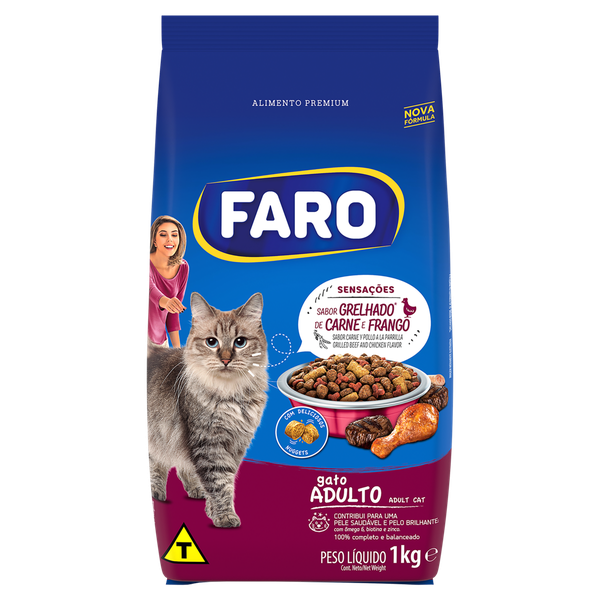 ALIMENTO PREMIUM
NOVA
FÓRMULA
FARO
SENSAÇÕES
SABOR GRELHADO*
DE CARNE E FRANGO
SABOR CARNE Y POLLO A LA PARRILLA
GRILLED BEEF AND CHICKEN FLAVOR
COM DELICIOSOS
NUGGETS
gato
ADULTO ADULT CAT
CONTRIBUI PARA UMA
PELE SAUDÁVEL E PELO BRILHANTE:
com ômega 6, biotina e zinco.
100% completo e balanceado
T
PESO LÍQUIDO 1kg e
Cont. Neto/Net Weight